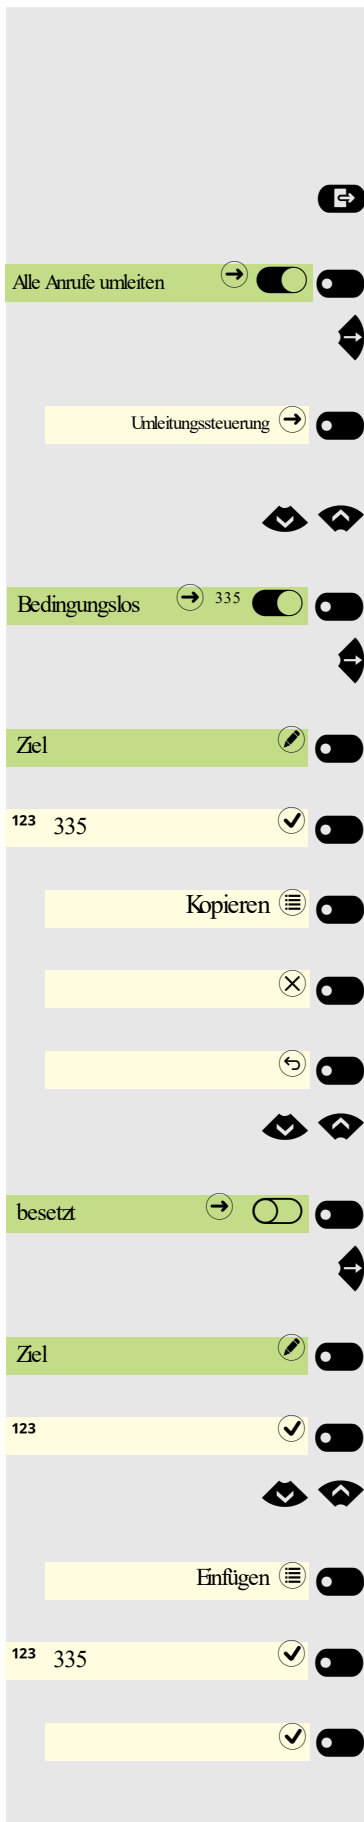 Alle Anrufe umleiten
Umleitungssteuerung
Bedingungslos 335
Ziel
123 335
Kopieren
besetzt
Ziel
123
Einfügen
123 335